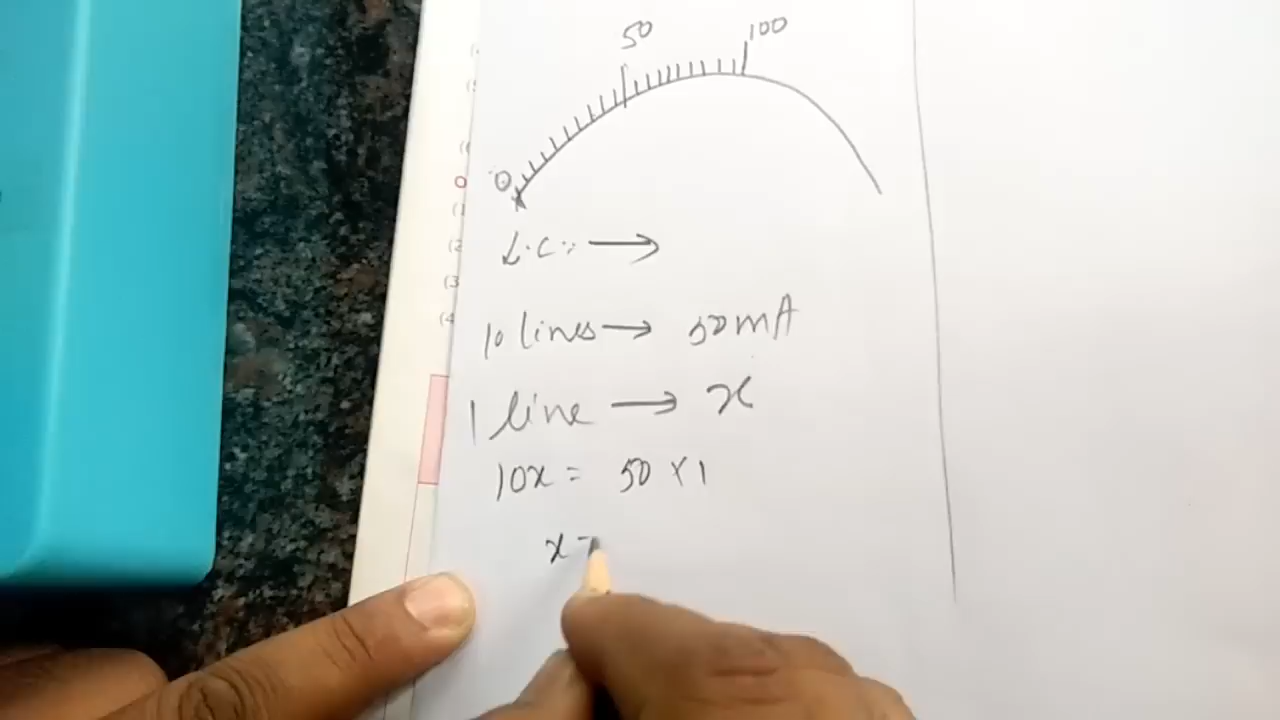 50 100
0
L.C. →
10 lines → 50mA
1 line → x
10x = 50 × 1
x =